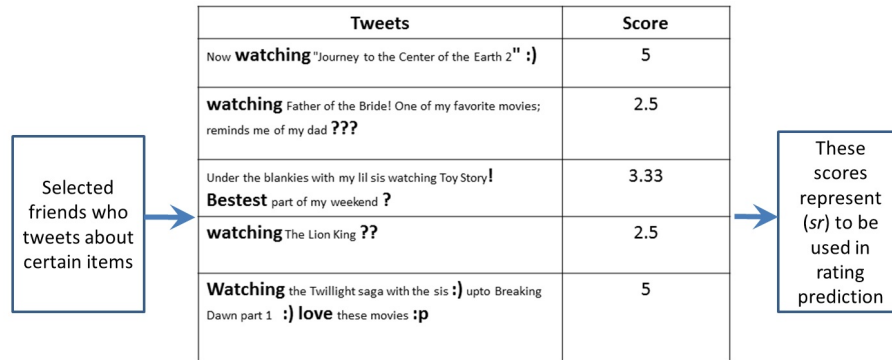 Tweets Score
Now watching "Journey to the Center of the Earth 2" :) 5
watching Father of the Bride! One of my favorite movies; 2.5
reminds me of my dad ???
Under the blankies with my lil sis watching Toy Story! 3.33
Bestest part of my weekend ?
watching The Lion King ?? 2.5
Watching the Twillight saga with the sis :) upto Breaking 5
Dawn part 1 :) love these movies :p
Selected
friends who
tweets about
certain items
These
scores
represent
(sr) to be
used in
rating
prediction